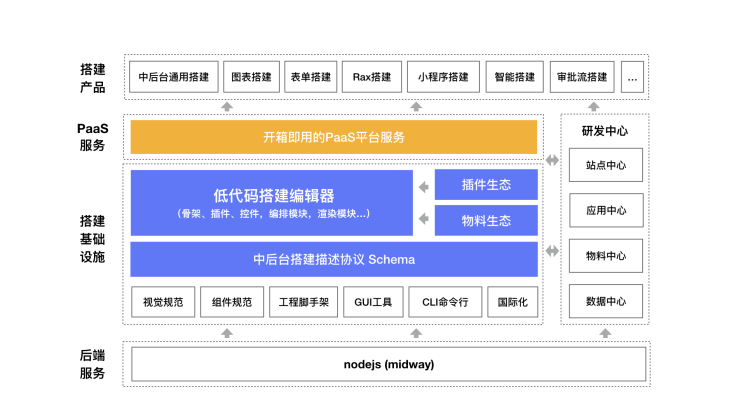 搭建
产品
中后台通用搭建
图表搭建
表单搭建
Rax搭建
小程序搭建
智能搭建
审批流搭建
...
PaaS
服务
开箱即用的PaaS平台服务
搭建
基础
设施
低代码搭建编辑器
（骨架、插件、控件，编排模块，渲染模块...）
插件生态
物料生态
中后台搭建描述协议 Schema
视觉规范
组件规范
工程脚手架
GUI工具
CLI命令行
国际化
研发中心
站点中心
应用中心
物料中心
数据中心
后端
服务
nodejs (midway)